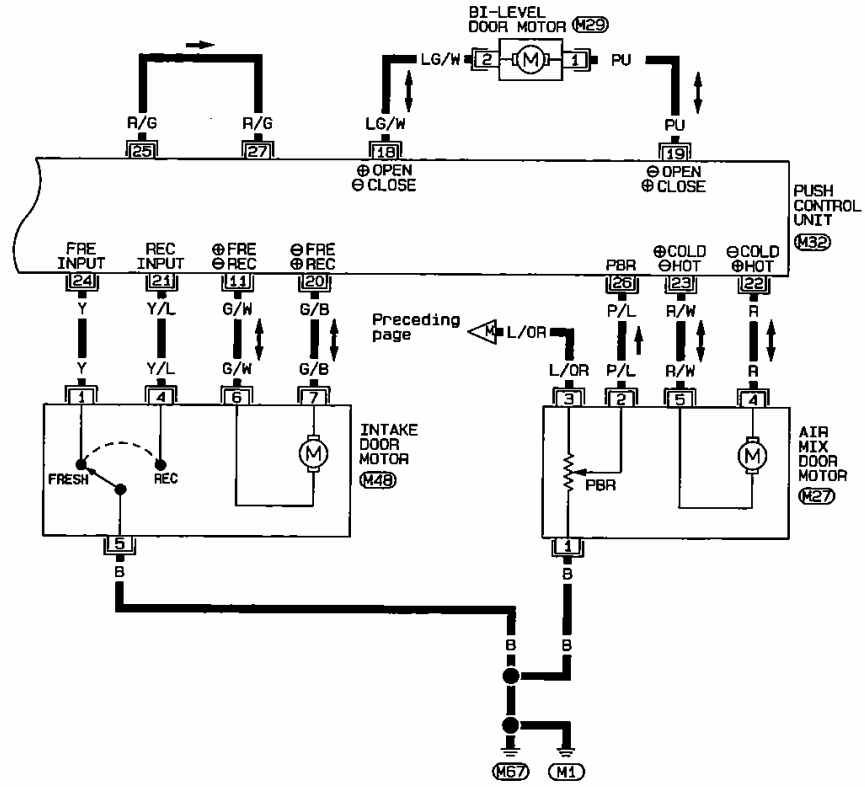 BI-LEVEL
DOOR MOTOR M29
LG/W 2 M 1 PU
R/G R/G LG/W PU
25 27 18 19
⊕ OPEN ⊖ OPEN
⊖ CLOSE ⊕ CLOSE
PUSH
CONTROL
UNIT
M32
FRE REC ⊕ FRE ⊖ FRE PBR ⊕ COLD ⊖ COLD
INPUT INPUT ⊖ REC ⊕ REC ⊖ HOT ⊕ HOT
24 21 11 20 26 23 22
Y Y/L G/W G/B P/L R/W R
Preceding
page
M L/OR
Y Y/L G/W G/B L/OR P/L R/W R
1 4 6 7 3 2 5 4
INTAKE
DOOR
MOTOR
M48
M
FRESH REC
AIR
MIX
DOOR
MOTOR
M27
M
PBR
5 1
B B
B B
M67 M1